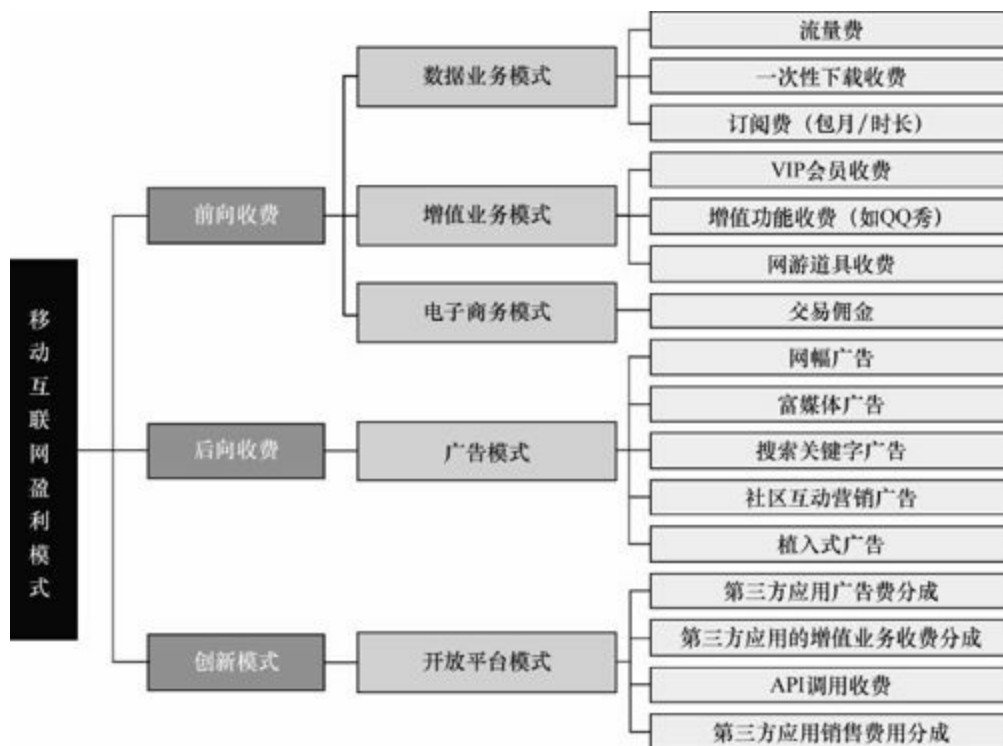 移动互联网盈利模式
前向收费
数据业务模式
流量费
一次性下载收费
订阅费（包月/时长）
增值业务模式
VIP会员收费
增值功能收费（如QQ秀）
网游道具收费
电子商务模式
交易佣金
后向收费
广告模式
网幅广告
富媒体广告
搜索关键字广告
社区互动营销广告
植入式广告
创新模式
开放平台模式
第三方应用广告费分成
第三方应用的增值业务收费分成
API调用收费
第三方应用销售费用分成